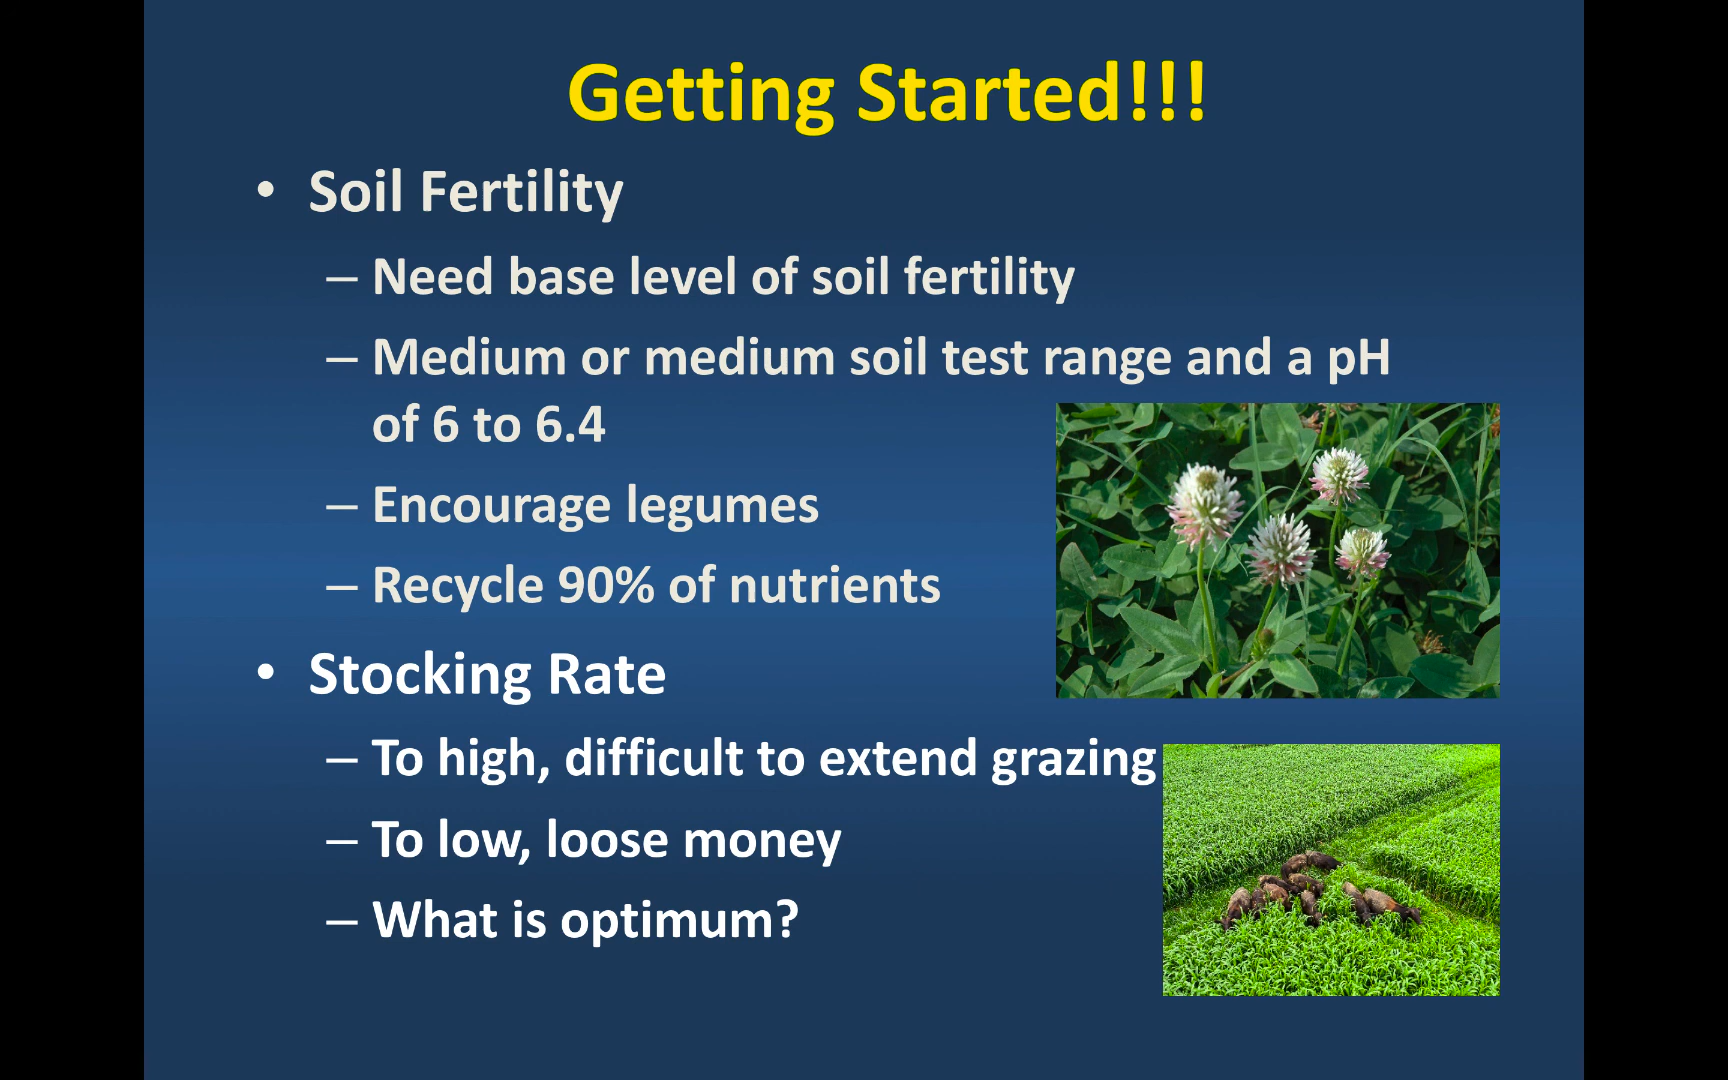 Getting Started!!!
• Soil Fertility
– Need base level of soil fertility
– Medium or medium soil test range and a pH
of 6 to 6.4
– Encourage legumes
– Recycle 90% of nutrients
• Stocking Rate
– To high, difficult to extend grazing
– To low, loose money
– What is optimum?